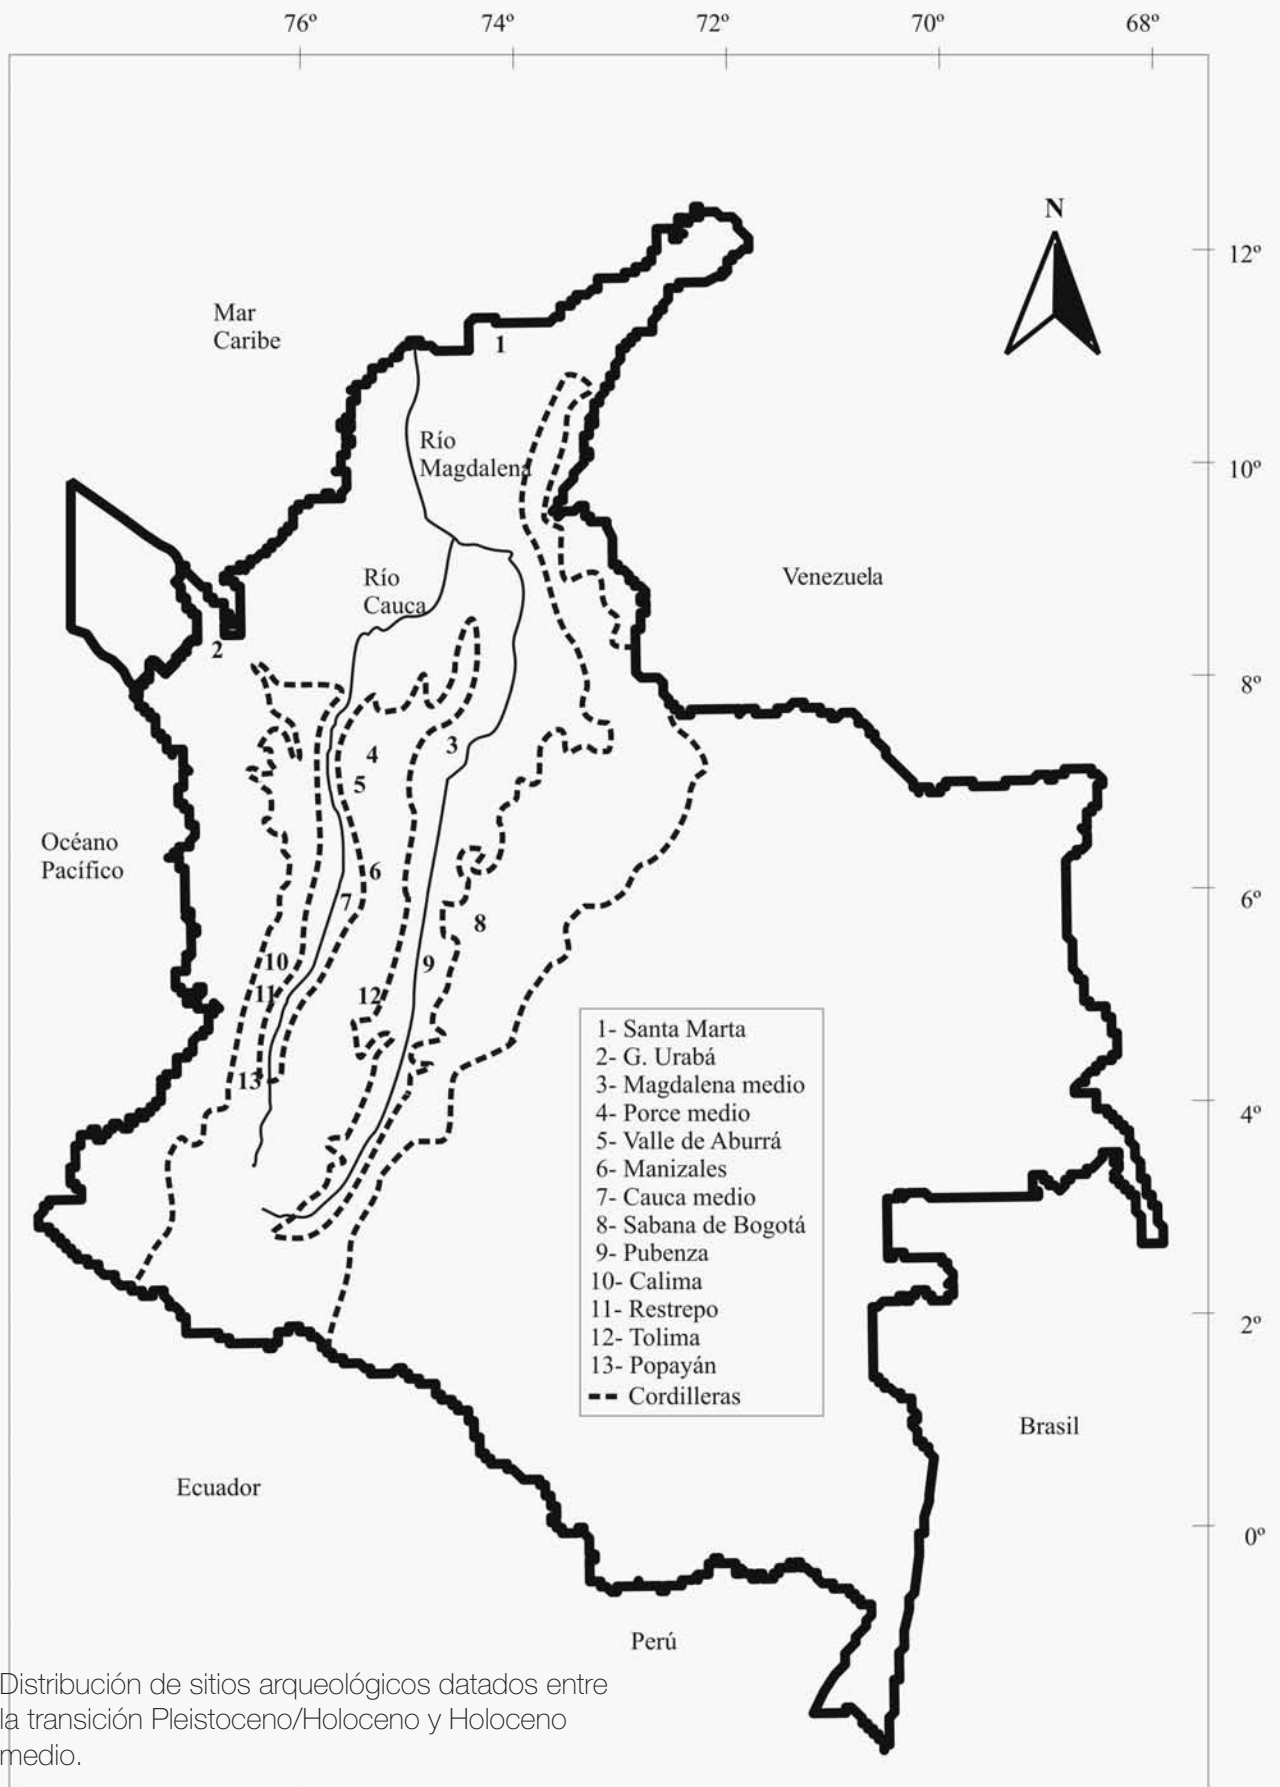 76º 74º 72º 70º 68º
N
12º
Mar
Caribe
1
Río
Magdalena
10º
Río
Cauca
Venezuela
2
8º
3
4
5
Océano
Pacífico
6
6º
7
8
10
9
11
12
13
4º
1- Santa Marta
2- G. Urabá
3- Magdalena medio
4- Porce medio
5- Valle de Aburrá
6- Manizales
7- Cauca medio
8- Sabana de Bogotá
9- Pubenza
10- Calima
11- Restrepo
12- Tolima
13- Popayán
Cordilleras
2º
Brasil
Ecuador
0º
Perú
Distribución de sitios arqueológicos datados entre
la transición Pleistoceno/Holoceno y Holoceno
medio.